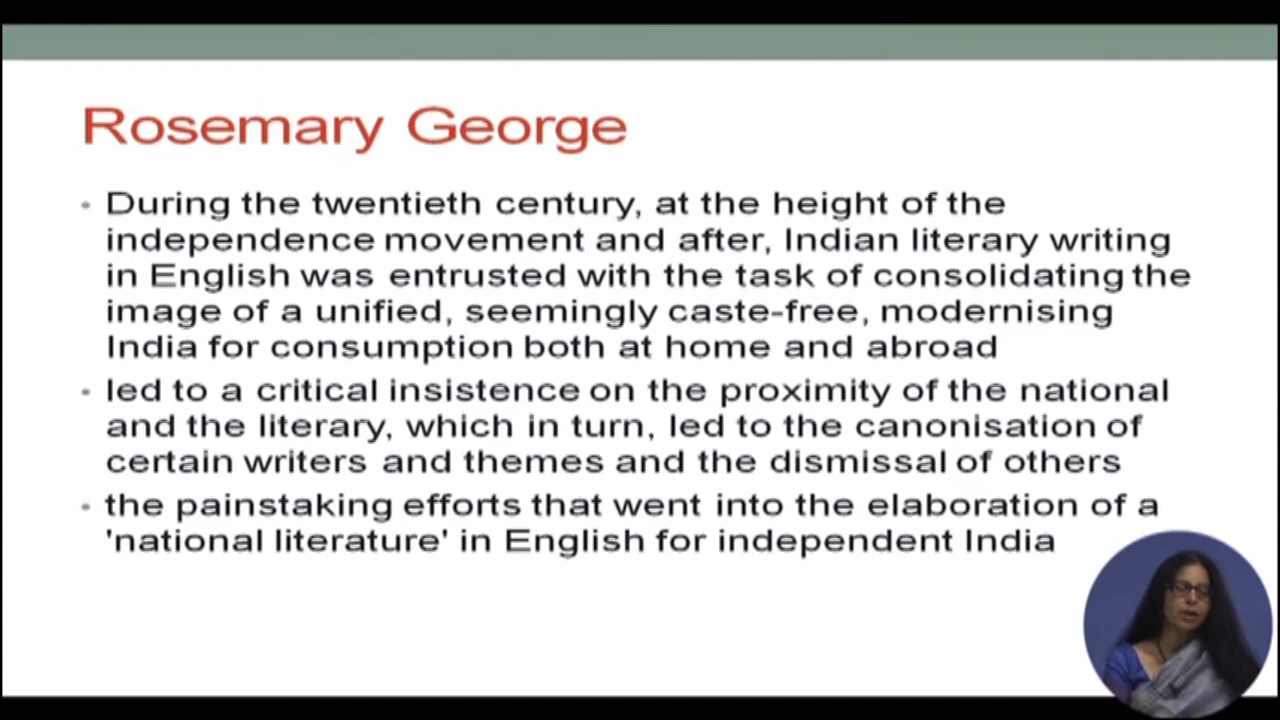 Rosemary George
• During the twentieth century, at the height of the
independence movement and after, Indian literary writing
in English was entrusted with the task of consolidating the
image of a unified, seemingly caste-free, modernising
India for consumption both at home and abroad
• led to a critical insistence on the proximity of the national
and the literary, which in turn, led to the canonisation of
certain writers and themes and the dismissal of others
• the painstaking efforts that went into the elaboration of a
'national literature' in English for independent India